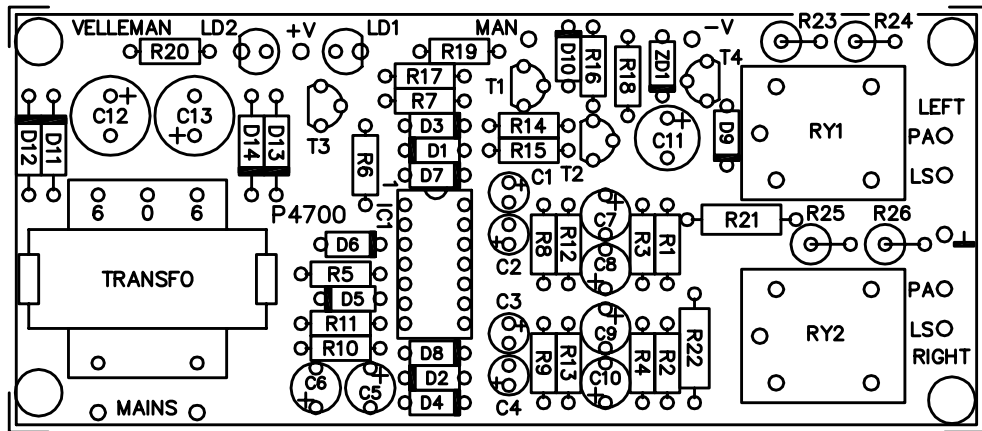 VELLEMAN
R20
LD2
+V
LD1
R19
MAN
D10
R16
R18
ZD1
-V
T4
R23
R24
C12
+
C13
+
D12
D11
D14
D13
T3
R17
R7
D3
D1
D7
R6
T1
R14
R15
T2
+
C11
D9
RY1
LEFT
PA
LS
6 0 6
P4700
1
IC1
C1
+
C2
+
R8
R12
C7
+
C8
+
R3
R1
R21
R25
R26
TRANSFO
D6
R5
D5
R11
R10
C6
+
C5
+
D8
D2
D4
C3
+
C4
+
R9
R13
C9
+
C10
+
R4
R2
R22
RY2
PA
LS
RIGHT
MAINS